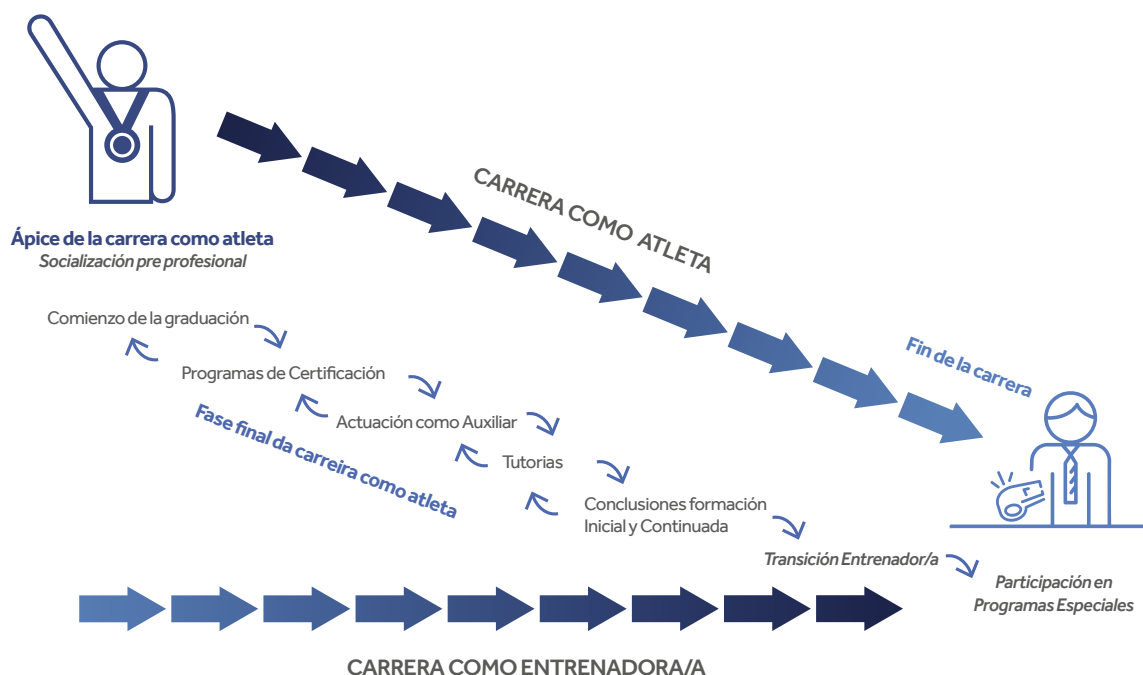 CARRERA COMO ATLETA
Ápice de la carrera como atleta
Socialización pre profesional
Comienzo de la graduación
Programas de Certificación
Actuación como Auxiliar
Tutorias
Conclusiones formación
Inicial y Continuada
Fase final da carreira como atleta
Fin de la carrera
Transición Entrenador/a
Participación en
Programas Especiales
CARRERA COMO ENTRENADORA/A